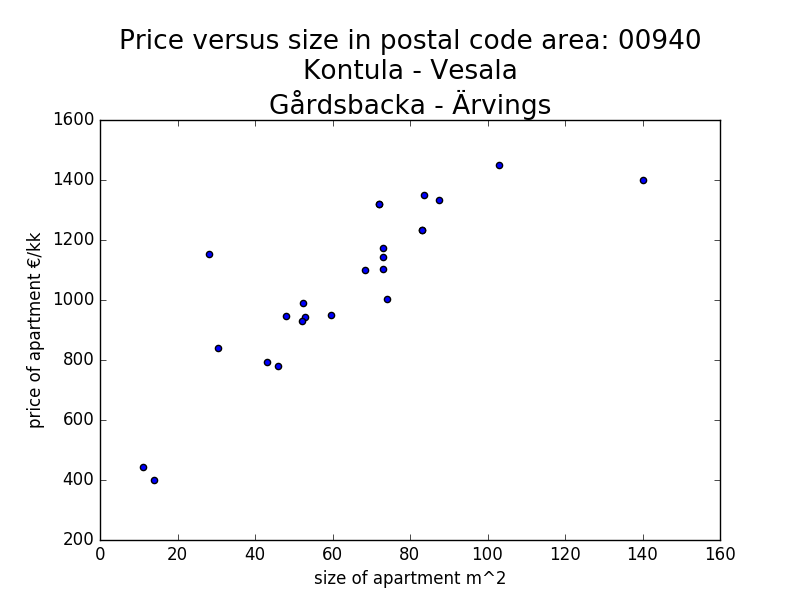 Price versus size in postal code area: 00940
Kontula - Vesala
Gårdsbacka - Ärvings
1600
1400
1200
1000
800
600
400
200
price of apartment €/kk
0 20 40 60 80 100 120 140 160
size of apartment m^2